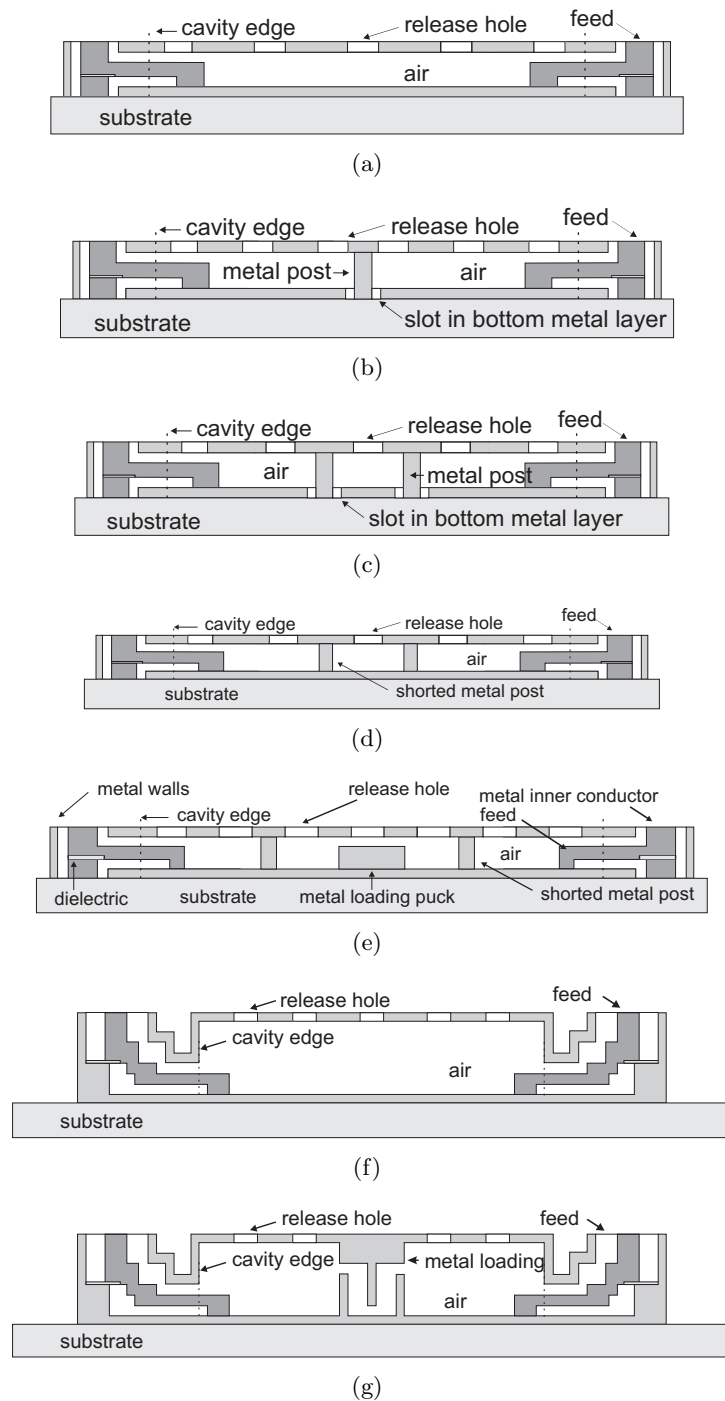 cavity edge
release hole
feed
air
substrate
(a)
cavity edge
release hole
feed
metal post
air
substrate
slot in bottom metal layer
(b)
cavity edge
release hole
feed
air
metal post
substrate
slot in bottom metal layer
(c)
cavity edge
release hole
feed
air
substrate
shorted metal post
(d)
metal walls
release hole
metal inner conductor
cavity edge
feed
air
dielectric
substrate
metal loading puck
shorted metal post
(e)
release hole
feed
cavity edge
air
substrate
(f)
release hole
feed
cavity edge
metal loading
air
substrate
(g)